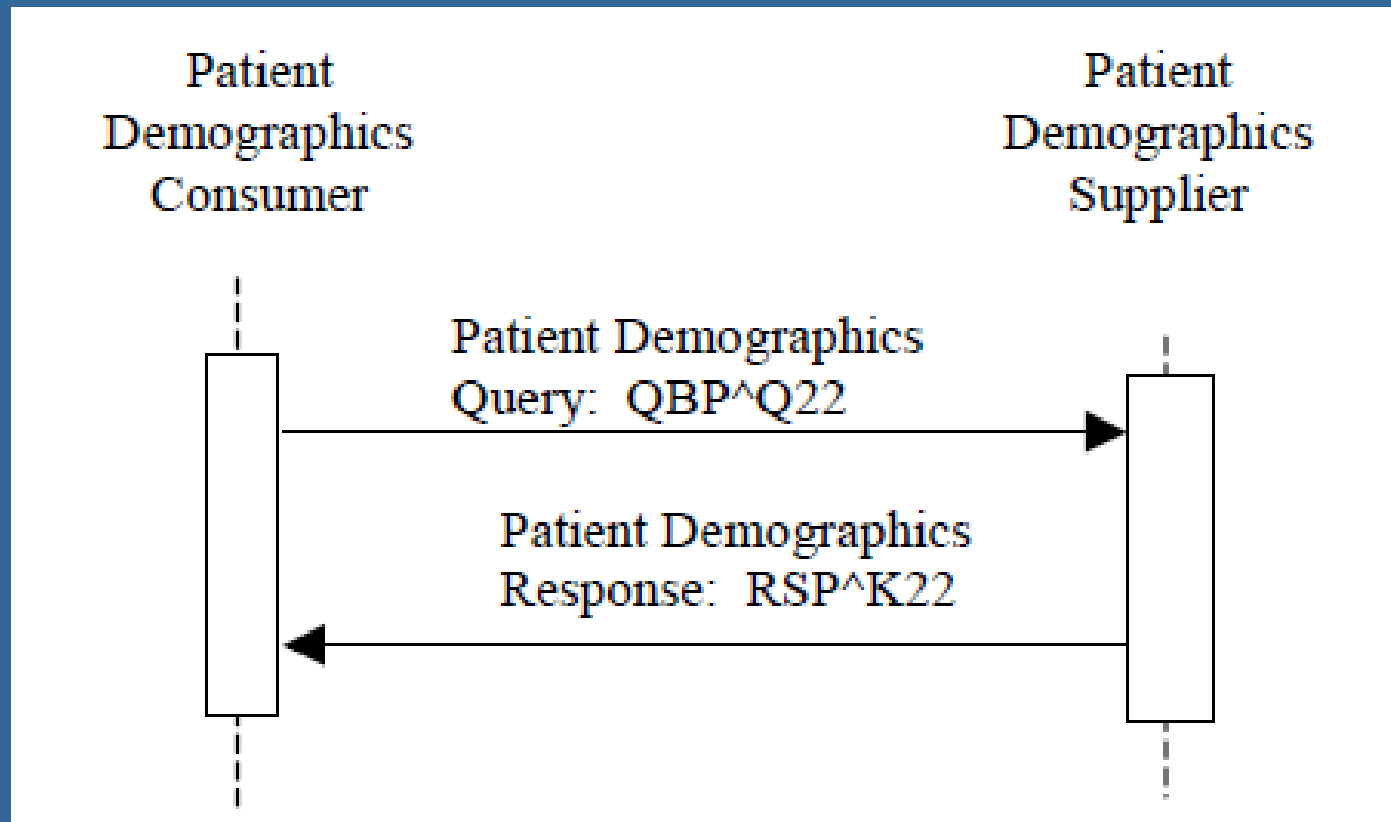 Patient
Demographics
Consumer
Patient
Demographics
Supplier
Patient Demographics
Query: QBP^Q22
Patient Demographics
Response: RSP^K22